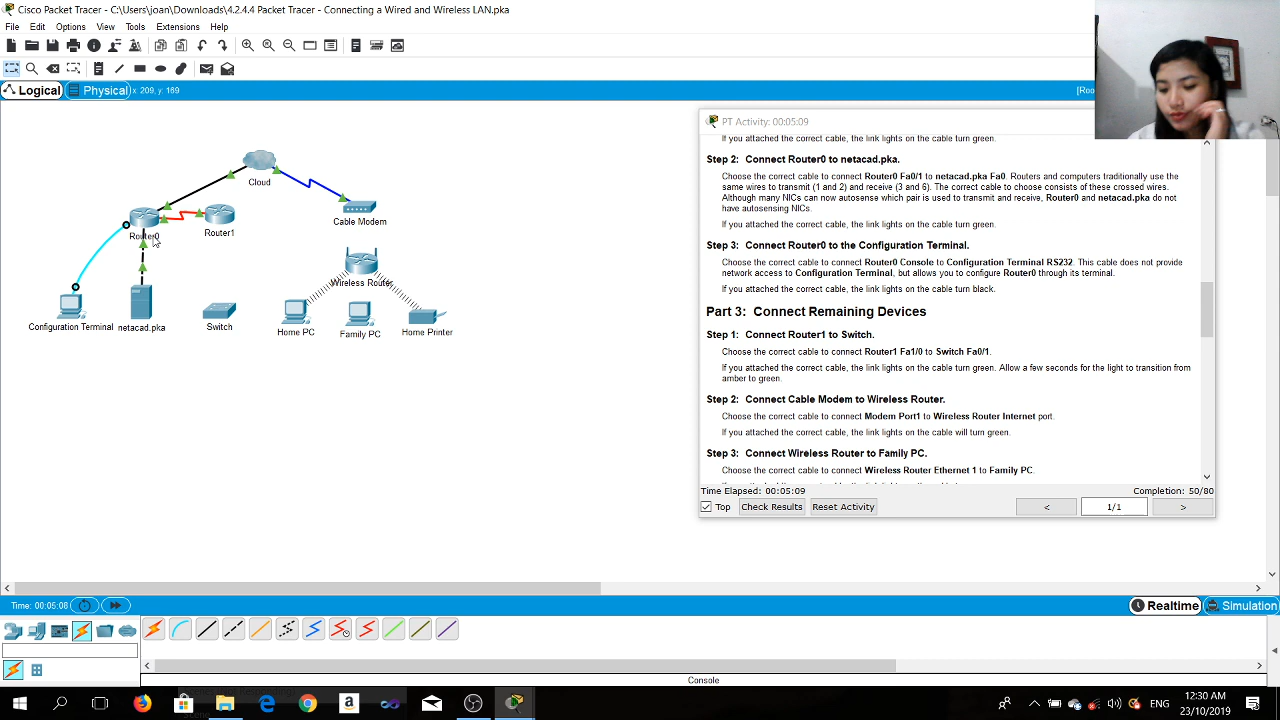 Cisco Packet Tracer - C:\Users\joan\Downloads\4.2.4.4 Packet Tracer - Connecting a Wired and Wireless LAN.pka
File Edit Options View Tools Extensions Help
Logical Physical x: 209, y: 169 [Roo
PT Activity: 00:05:09
If you attached the correct cable, the link lights on the cable turn green.
Step 2: Connect Router0 to netacad.pka.
Choose the correct cable to connect Router0 Fa0/1 to netacad.pka Fa0. Routers and computers traditionally use the
same wires to transmit (1 and 2) and receive (3 and 6). The correct cable to choose consists of these crossed wires.
Although many NICs can now autosense which pair is used to transmit and receive, Router0 and netacad.pka do not
have autosensing NICs.
If you attached the correct cable, the link lights on the cable turn green.
Step 3: Connect Router0 to the Configuration Terminal.
Choose the correct cable to connect Router0 Console to Configuration Terminal RS232. This cable does not provide
network access to Configuration Terminal, but allows you to configure Router0 through its terminal.
If you attached the correct cable, the link lights on the cable turn black.
Part 3: Connect Remaining Devices
Step 1: Connect Router1 to Switch.
Choose the correct cable to connect Router1 Fa1/0 to Switch Fa0/1.
If you attached the correct cable, the link lights on the cable turn green. Allow a few seconds for the light to transition from
amber to green.
Step 2: Connect Cable Modem to Wireless Router.
Choose the correct cable to connect Modem Port1 to Wireless Router Internet port.
If you attached the correct cable, the link lights on the cable will turn green.
Step 3: Connect Wireless Router to Family PC.
Choose the correct cable to connect Wireless Router Ethernet 1 to Family PC.
Time Elapsed: 00:05:09 Completion: 50/80
Top Check Results Reset Activity < 1/1 >
Cloud
Cable Modem
Router0
Router1
Wireless Router
Configuration Terminal
netacad.pka
Switch
Home PC
Family PC
Home Printer
Time: 00:05:08 Realtime Simulation
Console
12:30 AM
ENG
23/10/2019